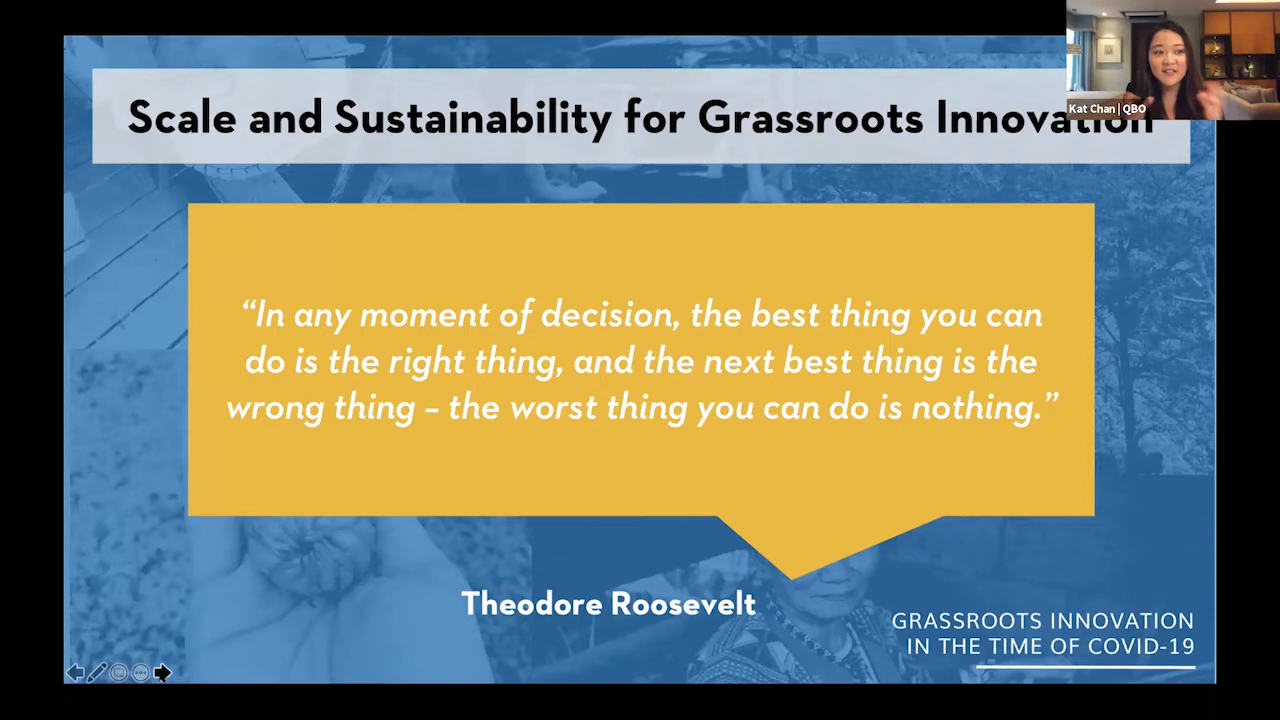 Scale and Sustainability for Grassroots Innovation
Kat Chan | QBO
“In any moment of decision, the best thing you can
do is the right thing, and the next best thing is the
wrong thing – the worst thing you can do is nothing.”
Theodore Roosevelt
GRASSROOTS INNOVATION
IN THE TIME OF COVID-19